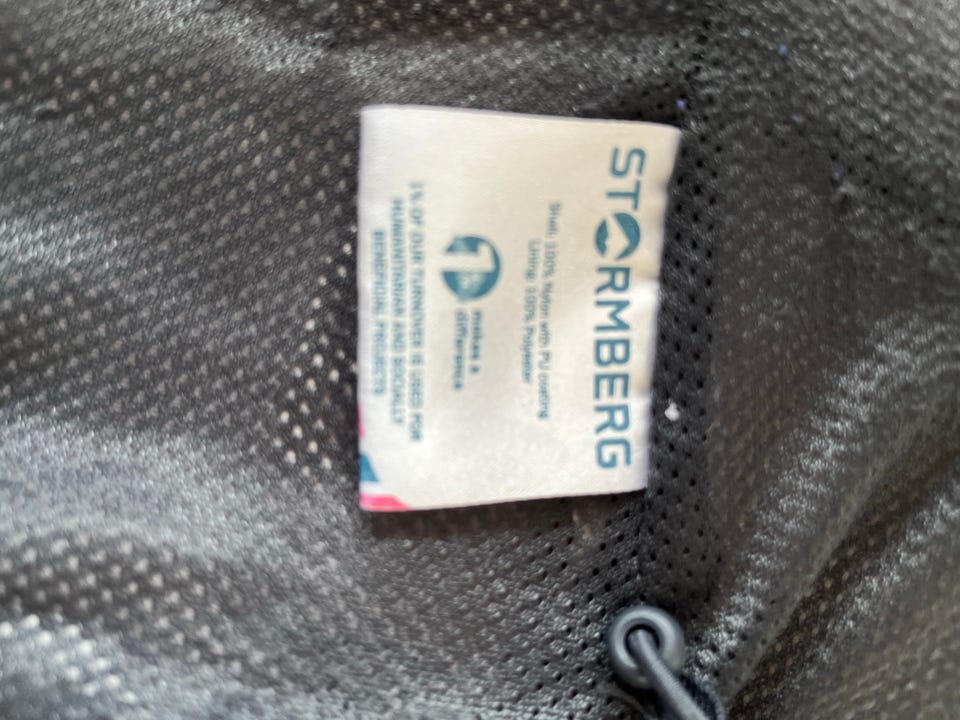 STORMBERG
Shell: 100% Nylon with PU coating
Lining: 100% Polyester
1%
makes a
difference
1% OF OUR TURNOVER IS USED FOR
HUMANITARIAN AND SOCIALLY
BENEFICIAL PROJECTS